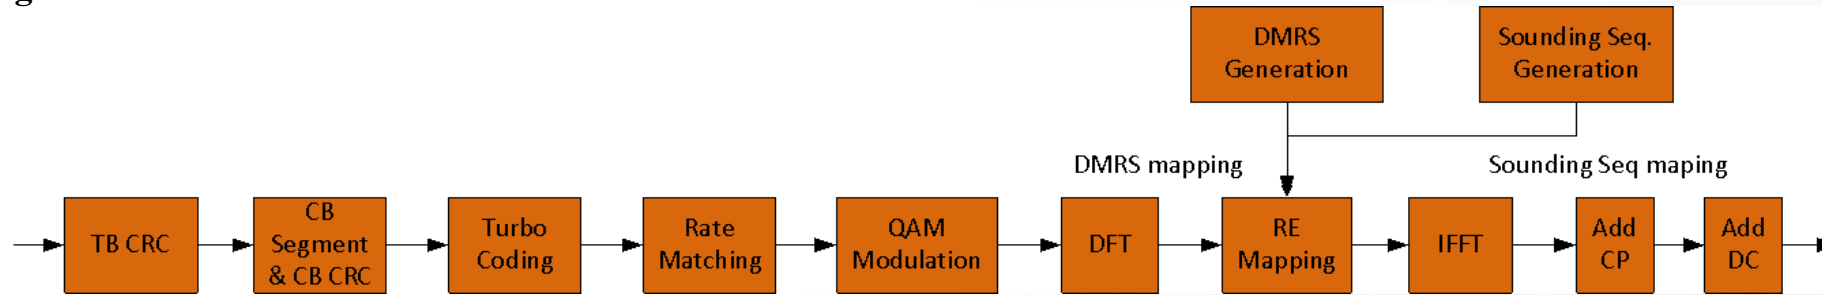 DMRS
Generation
Sounding Seq.
Generation
DMRS mapping
Sounding Seq maping
TB CRC
CB
Segment
& CB CRC
Turbo
Coding
Rate
Matching
QAM
Modulation
DFT
RE
Mapping
IFFT
Add
CP
Add
DC